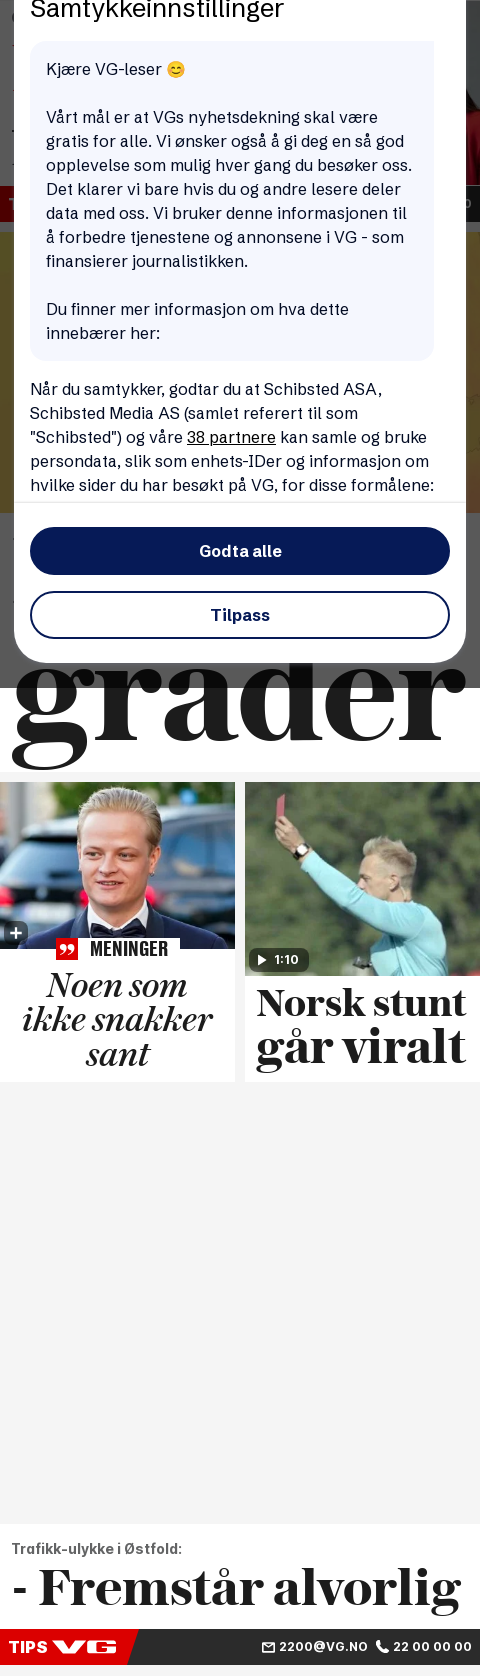 Samtykkeinnstillinger
Kjære VG-leser 😊
Vårt mål er at VGs nyhetsdekning skal være
gratis for alle. Vi ønsker også å gi deg en så god
opplevelse som mulig hver gang du besøker oss.
Det klarer vi bare hvis du og andre lesere deler
data med oss. Vi bruker denne informasjonen til
å forbedre tjenestene og annonsene i VG - som
finansierer journalistikken.
Du finner mer informasjon om hva dette
innebærer her:
Når du samtykker, godtar du at Schibsted ASA,
Schibsted Media AS (samlet referert til som
"Schibsted") og våre 38 partnere kan samle og bruke
persondata, slik som enhets-IDer og informasjon om
hvilke sider du har besøkt på VG, for disse formålene:
Godta alle
Tilpass
grader
MENINGER
Noen som
ikke snakker
sant
1:10
Norsk stunt
går viralt
Trafikk-ulykke i Østfold:
- Fremstår alvorlig
TIPS VG 2200@VG.NO 22 00 00 00